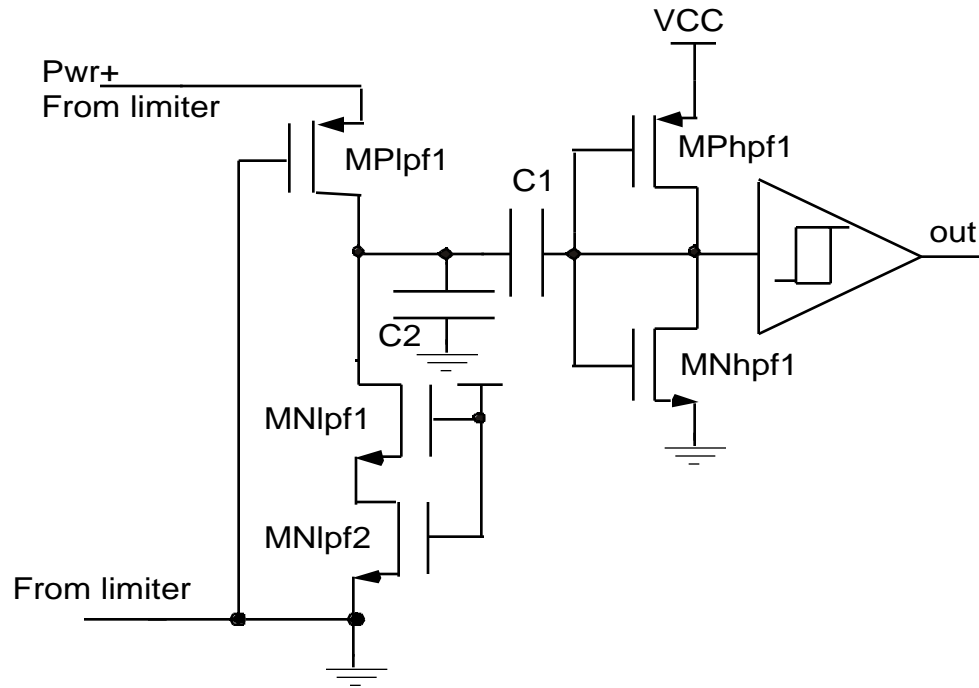 VCC
Pwr+
From limiter
MPlpf1
MPhpf1
C1
out
C2
MNhpf1
MNlpf1
MNlpf2
From limiter